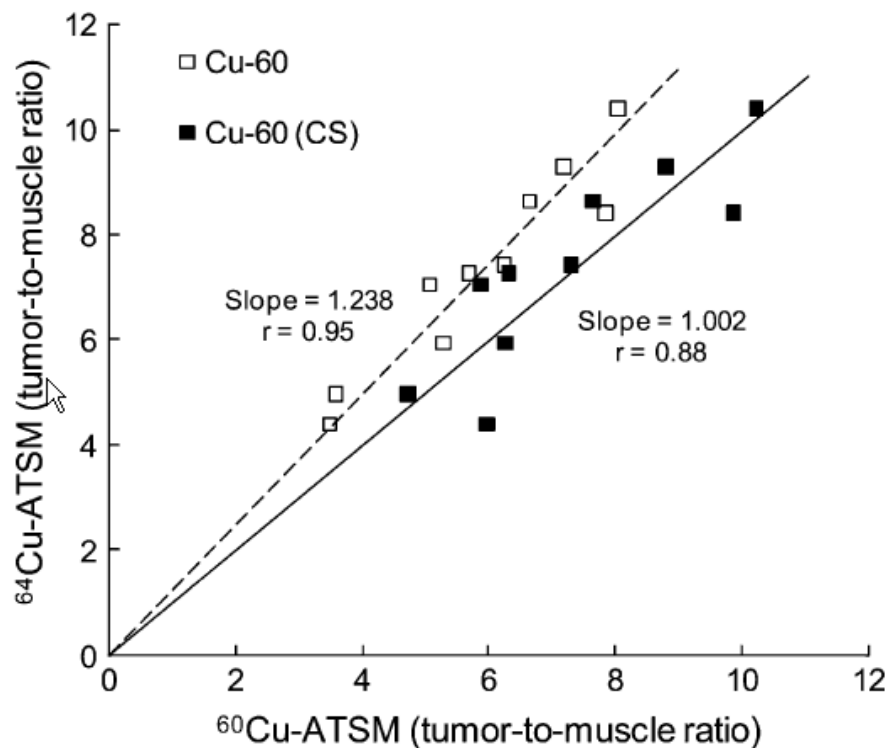 12
10
8
6
4
2
0
⁶⁴Cu-ATSM (tumor-to-muscle ratio)
Cu-60
Cu-60 (CS)
Slope = 1.238
r = 0.95
Slope = 1.002
r = 0.88
0 2 4 6 8 10 12
⁶⁰Cu-ATSM (tumor-to-muscle ratio)